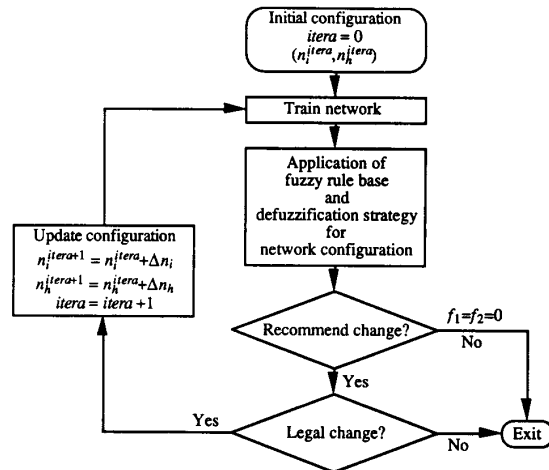 Initial configuration
itera = 0
(n_i^itera, n_h^itera)
Train network
Application of
fuzzy rule base
and
defuzzification strategy
for
network configuration
Update configuration
n_i^itera+1 = n_i^itera + Δn_i
n_h^itera+1 = n_h^itera + Δn_h
itera = itera + 1
Recommend change?
f_1=f_2=0
No
Yes
Yes
Legal change?
No
Exit